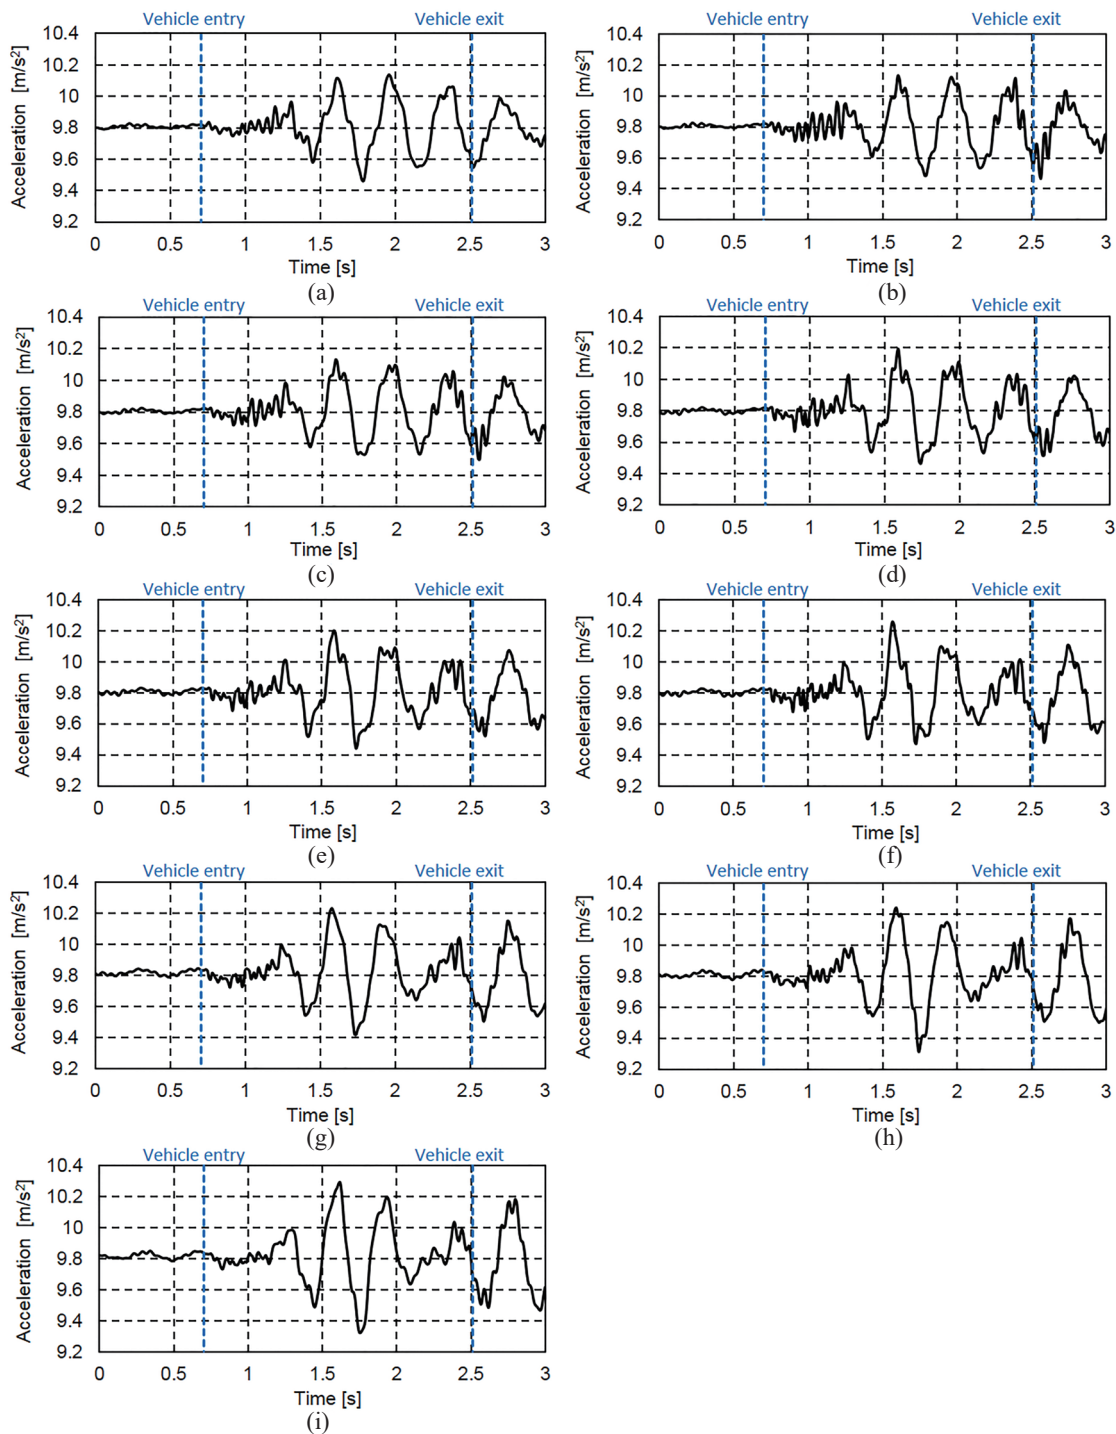 Vehicle entry Vehicle exit
10.4
10.2
10
9.8
9.6
9.4
9.2
Acceleration [m/s²]
0 0.5 1 1.5 2 2.5 3
Time [s]
(a)
Vehicle entry Vehicle exit
10.4
10.2
10
9.8
9.6
9.4
9.2
Acceleration [m/s²]
0 0.5 1 1.5 2 2.5 3
Time [s]
(b)
Vehicle entry Vehicle exit
10.4
10.2
10
9.8
9.6
9.4
9.2
Acceleration [m/s²]
0 0.5 1 1.5 2 2.5 3
Time [s]
(c)
Vehicle entry Vehicle exit
10.4
10.2
10
9.8
9.6
9.4
9.2
Acceleration [m/s²]
0 0.5 1 1.5 2 2.5 3
Time [s]
(d)
Vehicle entry Vehicle exit
10.4
10.2
10
9.8
9.6
9.4
9.2
Acceleration [m/s²]
0 0.5 1 1.5 2 2.5 3
Time [s]
(e)
Vehicle entry Vehicle exit
10.4
10.2
10
9.8
9.6
9.4
9.2
Acceleration [m/s²]
0 0.5 1 1.5 2 2.5 3
Time [s]
(f)
Vehicle entry Vehicle exit
10.4
10.2
10
9.8
9.6
9.4
9.2
Acceleration [m/s²]
0 0.5 1 1.5 2 2.5 3
Time [s]
(g)
Vehicle entry Vehicle exit
10.4
10.2
10
9.8
9.6
9.4
9.2
Acceleration [m/s²]
0 0.5 1 1.5 2 2.5 3
Time [s]
(h)
Vehicle entry Vehicle exit
10.4
10.2
10
9.8
9.6
9.4
9.2
Acceleration [m/s²]
0 0.5 1 1.5 2 2.5 3
Time [s]
(i)